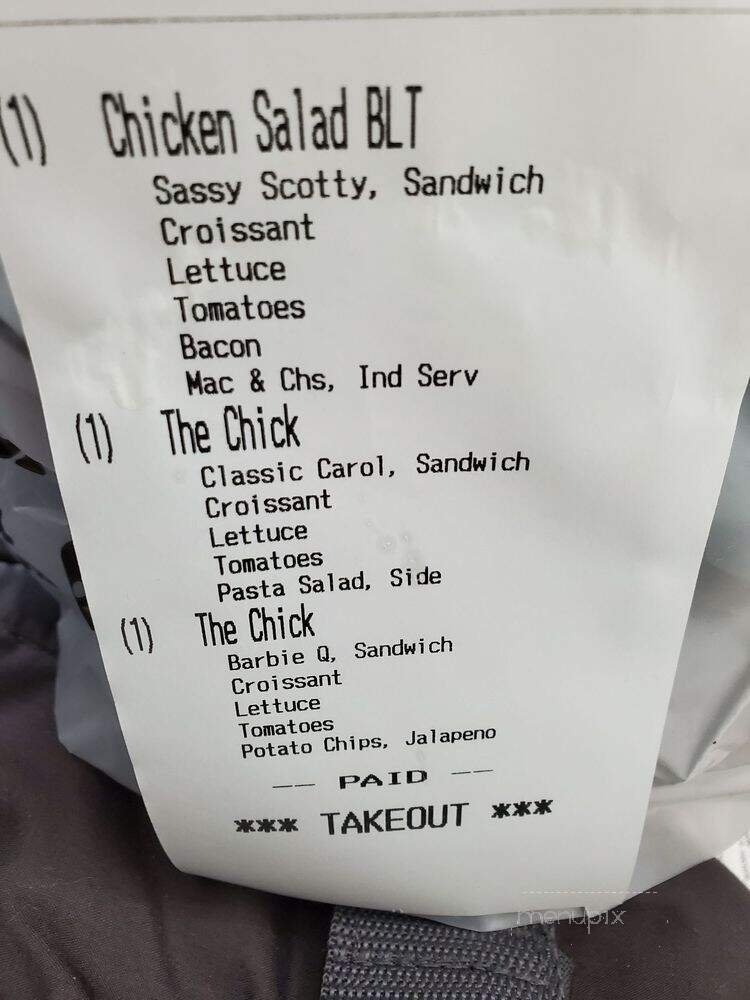 (1) Chicken Salad BLT
Sassy Scotty, Sandwich
Croissant
Lettuce
Tomatoes
Bacon
Mac & Chs, Ind Serv
(1) The Chick
Classic Carol, Sandwich
Croissant
Lettuce
Tomatoes
Pasta Salad, Side
(1) The Chick
Barbie Q, Sandwich
Croissant
Lettuce
Tomatoes
Potato Chips, Jalapeno
-- PAID --
*** TAKEOUT ***
menupix